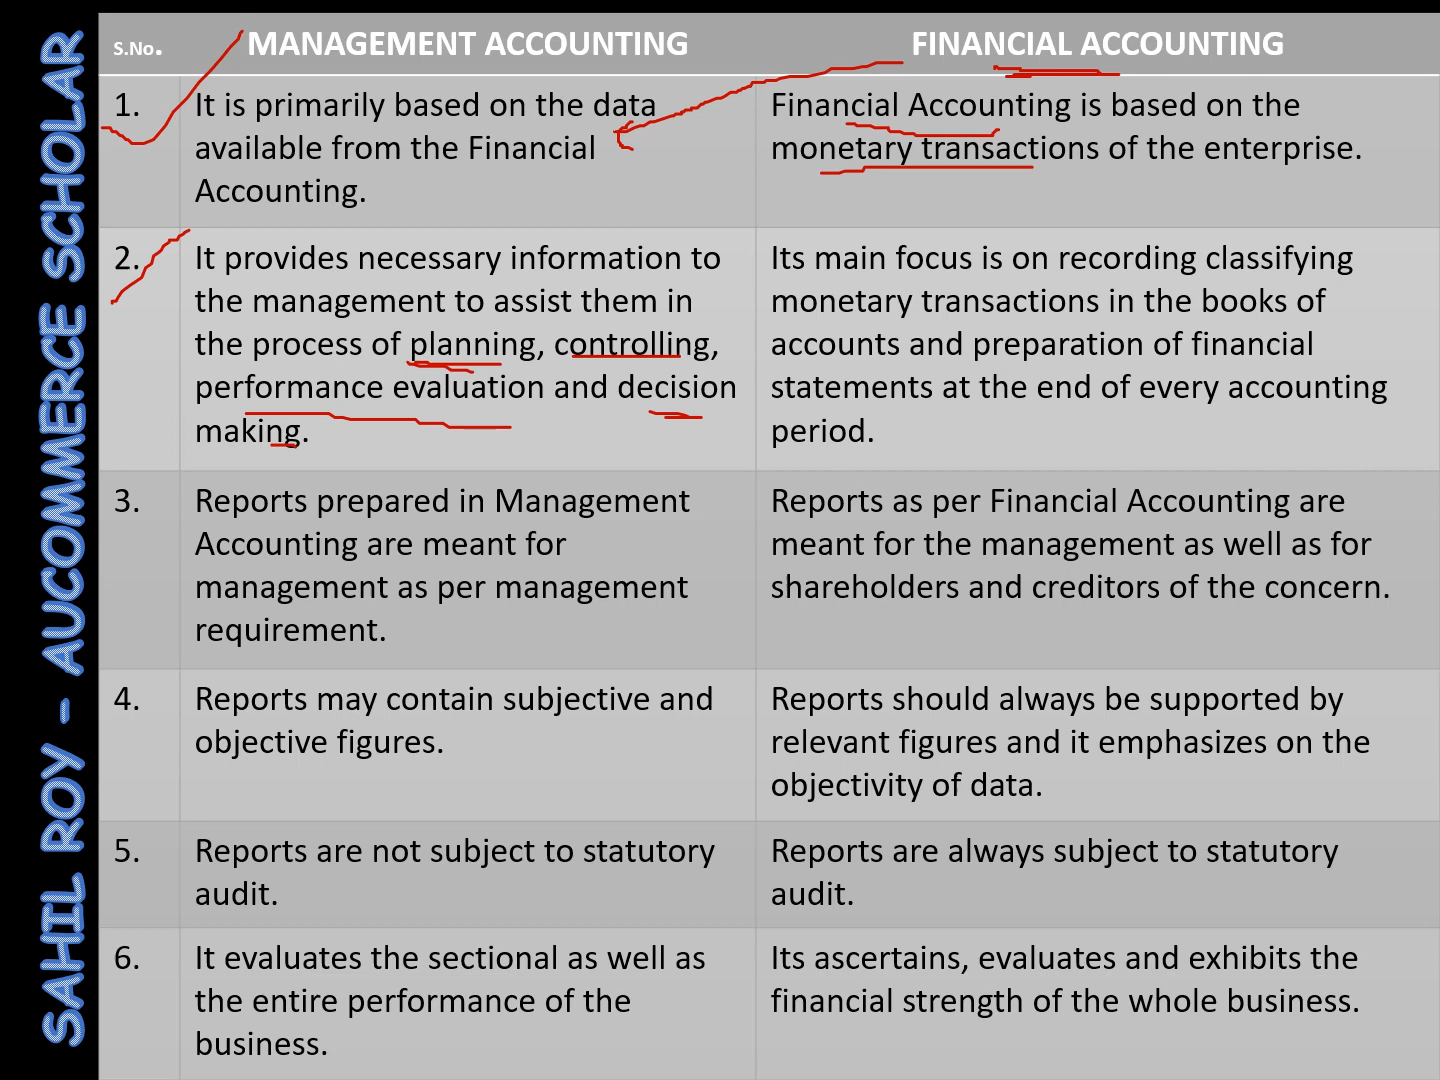 SAHIL ROY - AUCOMMERCE SCHOLAR
S.No. MANAGEMENT ACCOUNTING FINANCIAL ACCOUNTING
1.
It is primarily based on the data
available from the Financial
Accounting.
Financial Accounting is based on the
monetary transactions of the enterprise.
2.
It provides necessary information to
the management to assist them in
the process of planning, controlling,
performance evaluation and decision
making.
Its main focus is on recording classifying
monetary transactions in the books of
accounts and preparation of financial
statements at the end of every accounting
period.
3.
Reports prepared in Management
Accounting are meant for
management as per management
requirement.
Reports as per Financial Accounting are
meant for the management as well as for
shareholders and creditors of the concern.
4.
Reports may contain subjective and
objective figures.
Reports should always be supported by
relevant figures and it emphasizes on the
objectivity of data.
5.
Reports are not subject to statutory
audit.
Reports are always subject to statutory
audit.
6.
It evaluates the sectional as well as
the entire performance of the
business.
Its ascertains, evaluates and exhibits the
financial strength of the whole business.